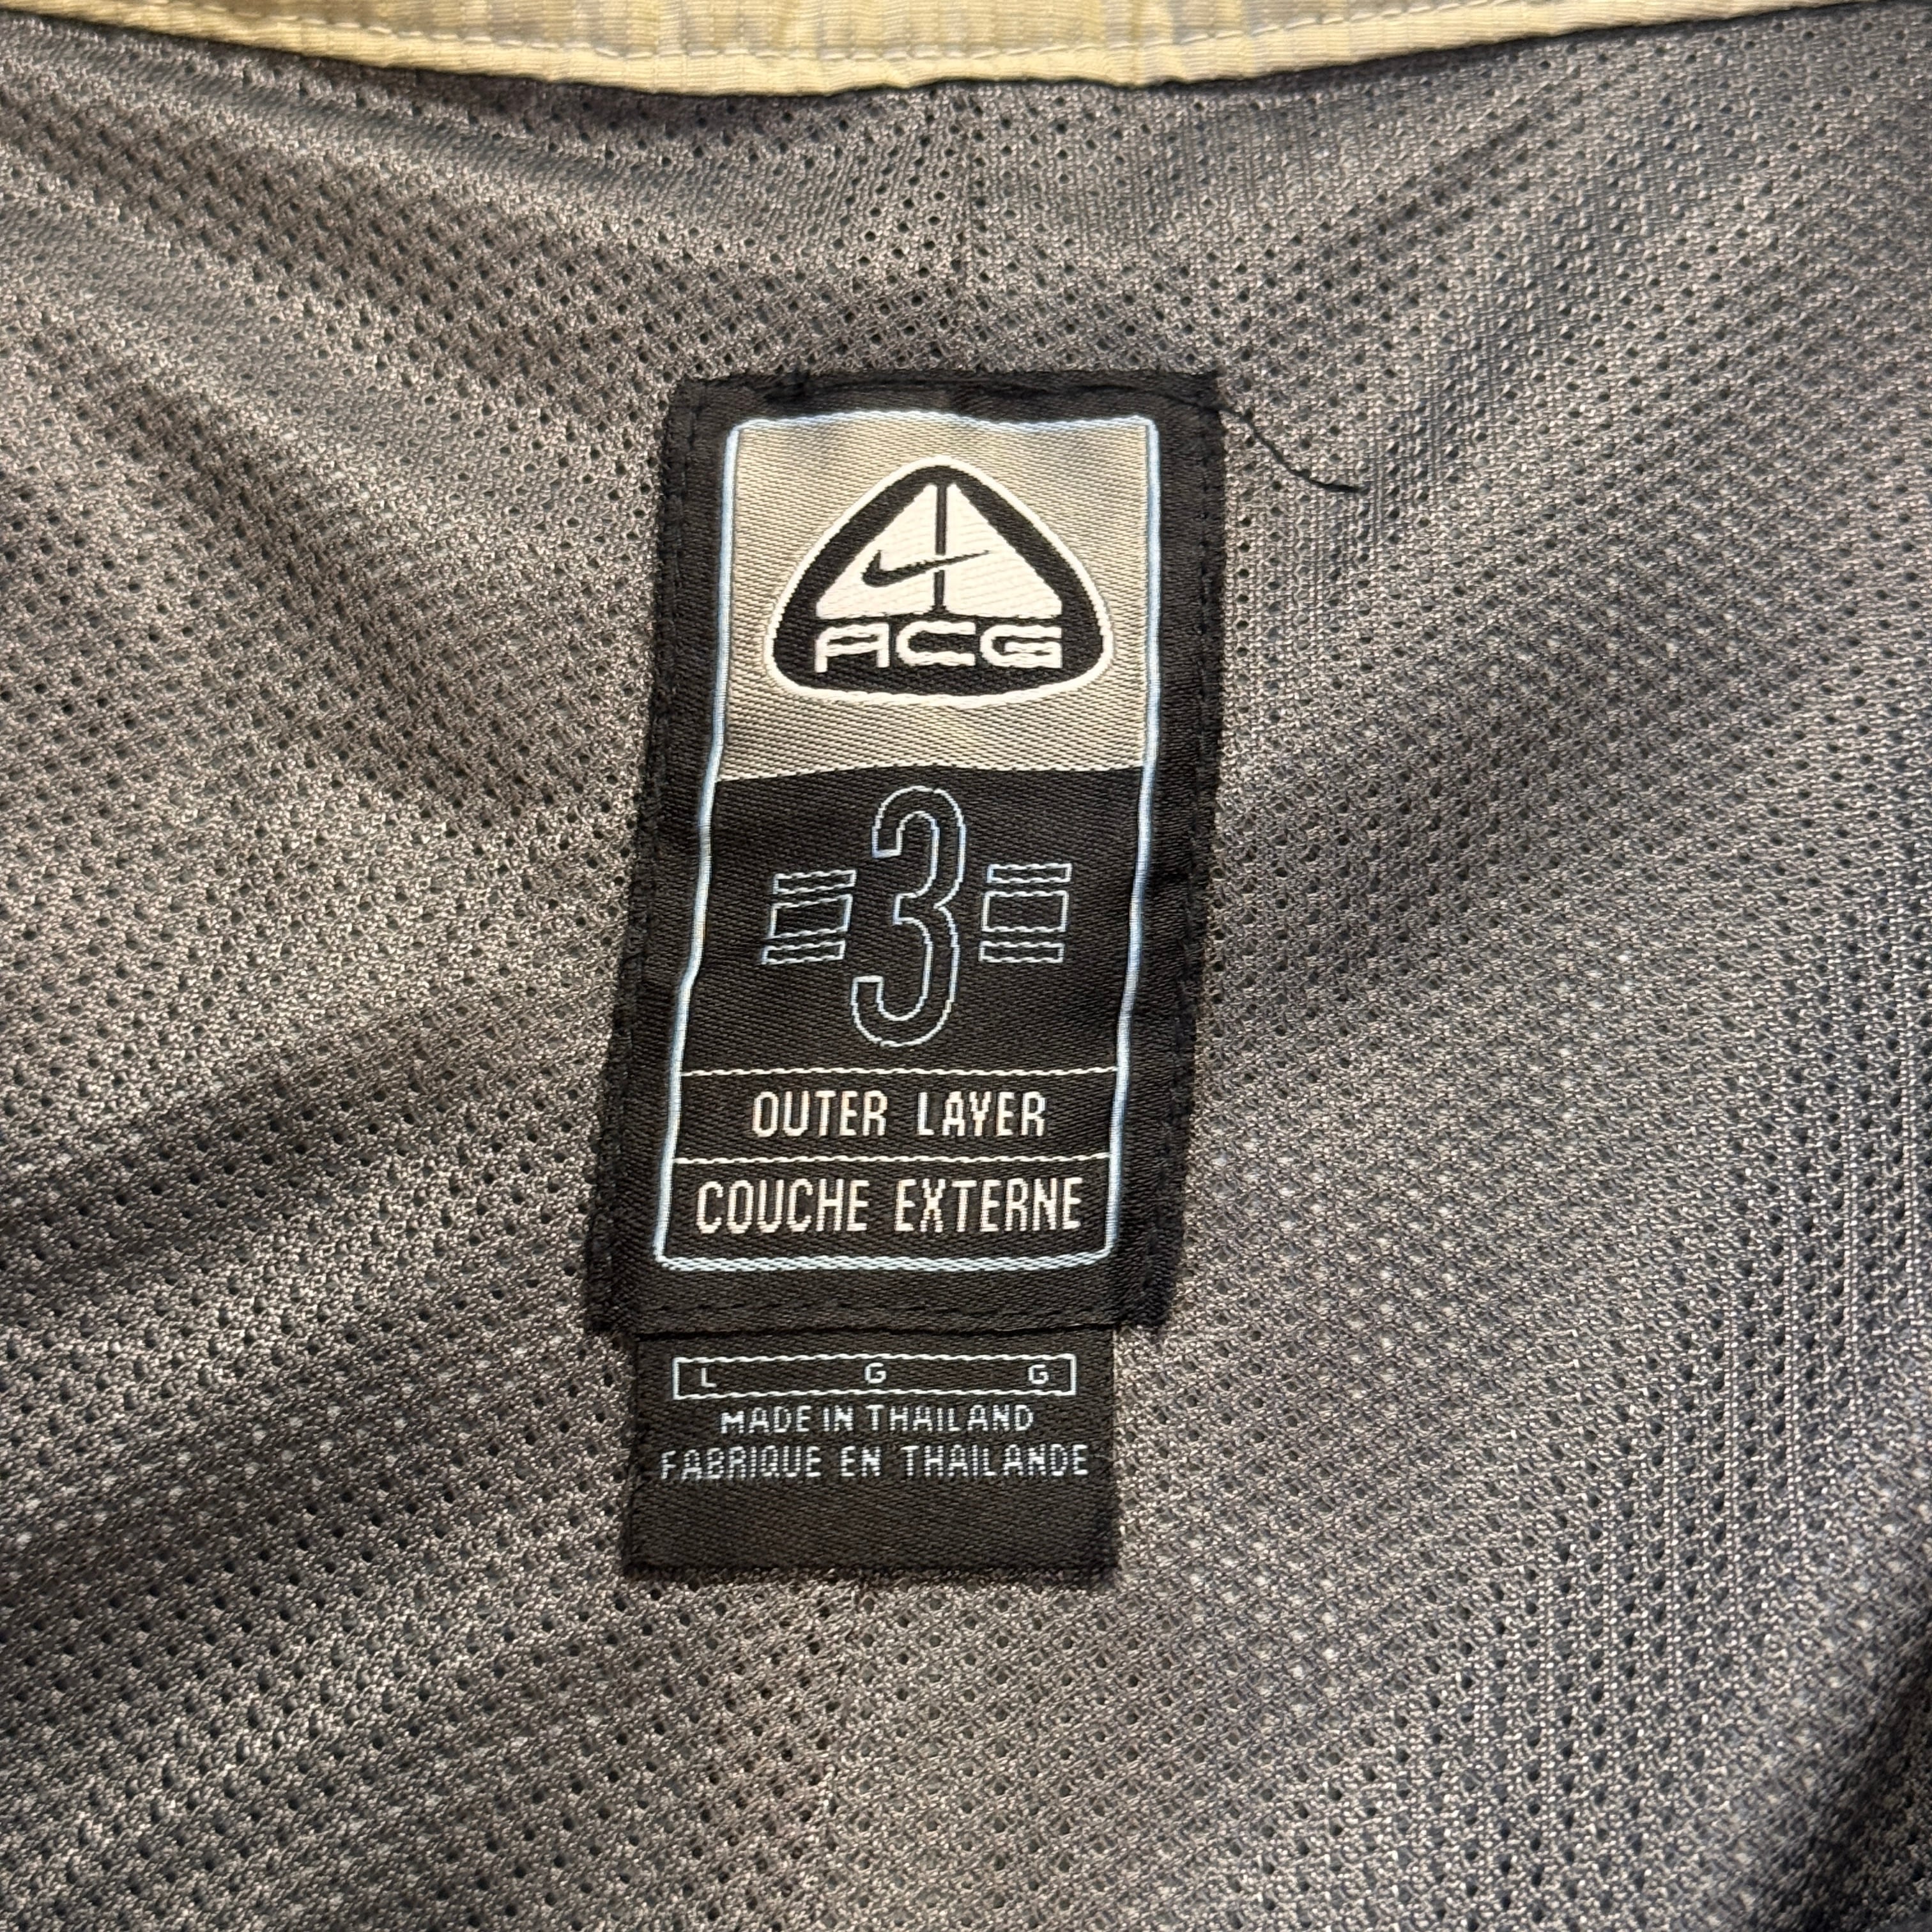 ACG
3
OUTER LAYER
COUCHE EXTERNE
L G G
MADE IN THAILAND
FABRIQUE EN THAILANDE